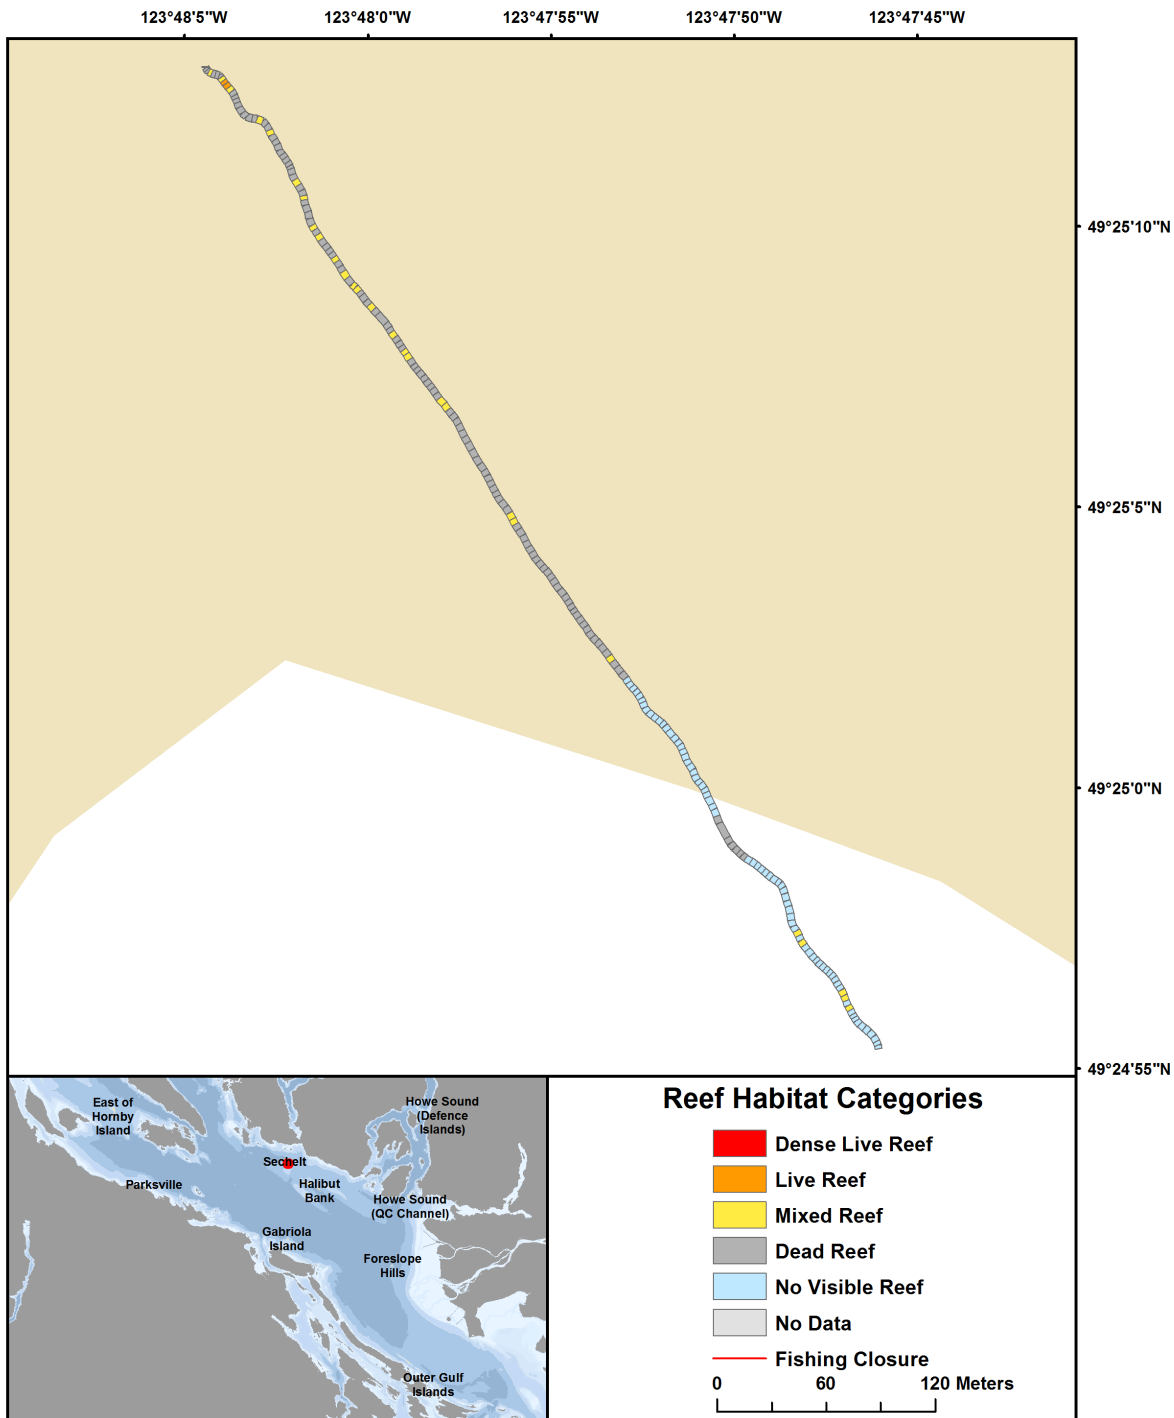 123°48'5"W
123°48'0"W
123°47'55"W
123°47'50"W
123°47'45"W
49°25'10"N
49°25'5"N
49°25'0"N
49°24'55"N
East of
Hornby
Island
Howe Sound
(Defence
Islands)
Sechelt
Parksville
Halibut
Bank
Howe Sound
(QC Channel)
Gabriola
Island
Foreslope
Hills
Outer Gulf
Islands
Reef Habitat Categories
Dense Live Reef
Live Reef
Mixed Reef
Dead Reef
No Visible Reef
No Data
Fishing Closure
0 60 120 Meters